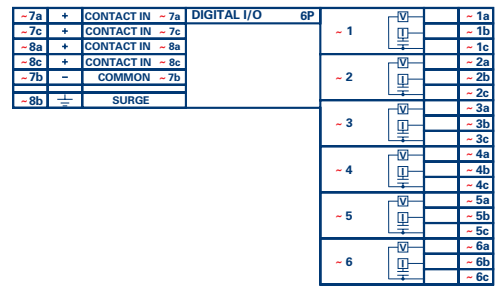 ~ 7a + CONTACT IN ~ 7a DIGITAL I/O 6P
~ 7c + CONTACT IN ~ 7c
~ 8a + CONTACT IN ~ 8a
~ 8c + CONTACT IN ~ 8c
~ 7b − COMMON ~ 7b
~ 8b SURGE
~ 1 V ~ 1a
I ~ 1b
~ 1c
~ 2 V ~ 2a
I ~ 2b
~ 2c
~ 3 V ~ 3a
I ~ 3b
~ 3c
~ 4 V ~ 4a
I ~ 4b
~ 4c
~ 5 V ~ 5a
I ~ 5b
~ 5c
~ 6 V ~ 6a
I ~ 6b
~ 6c